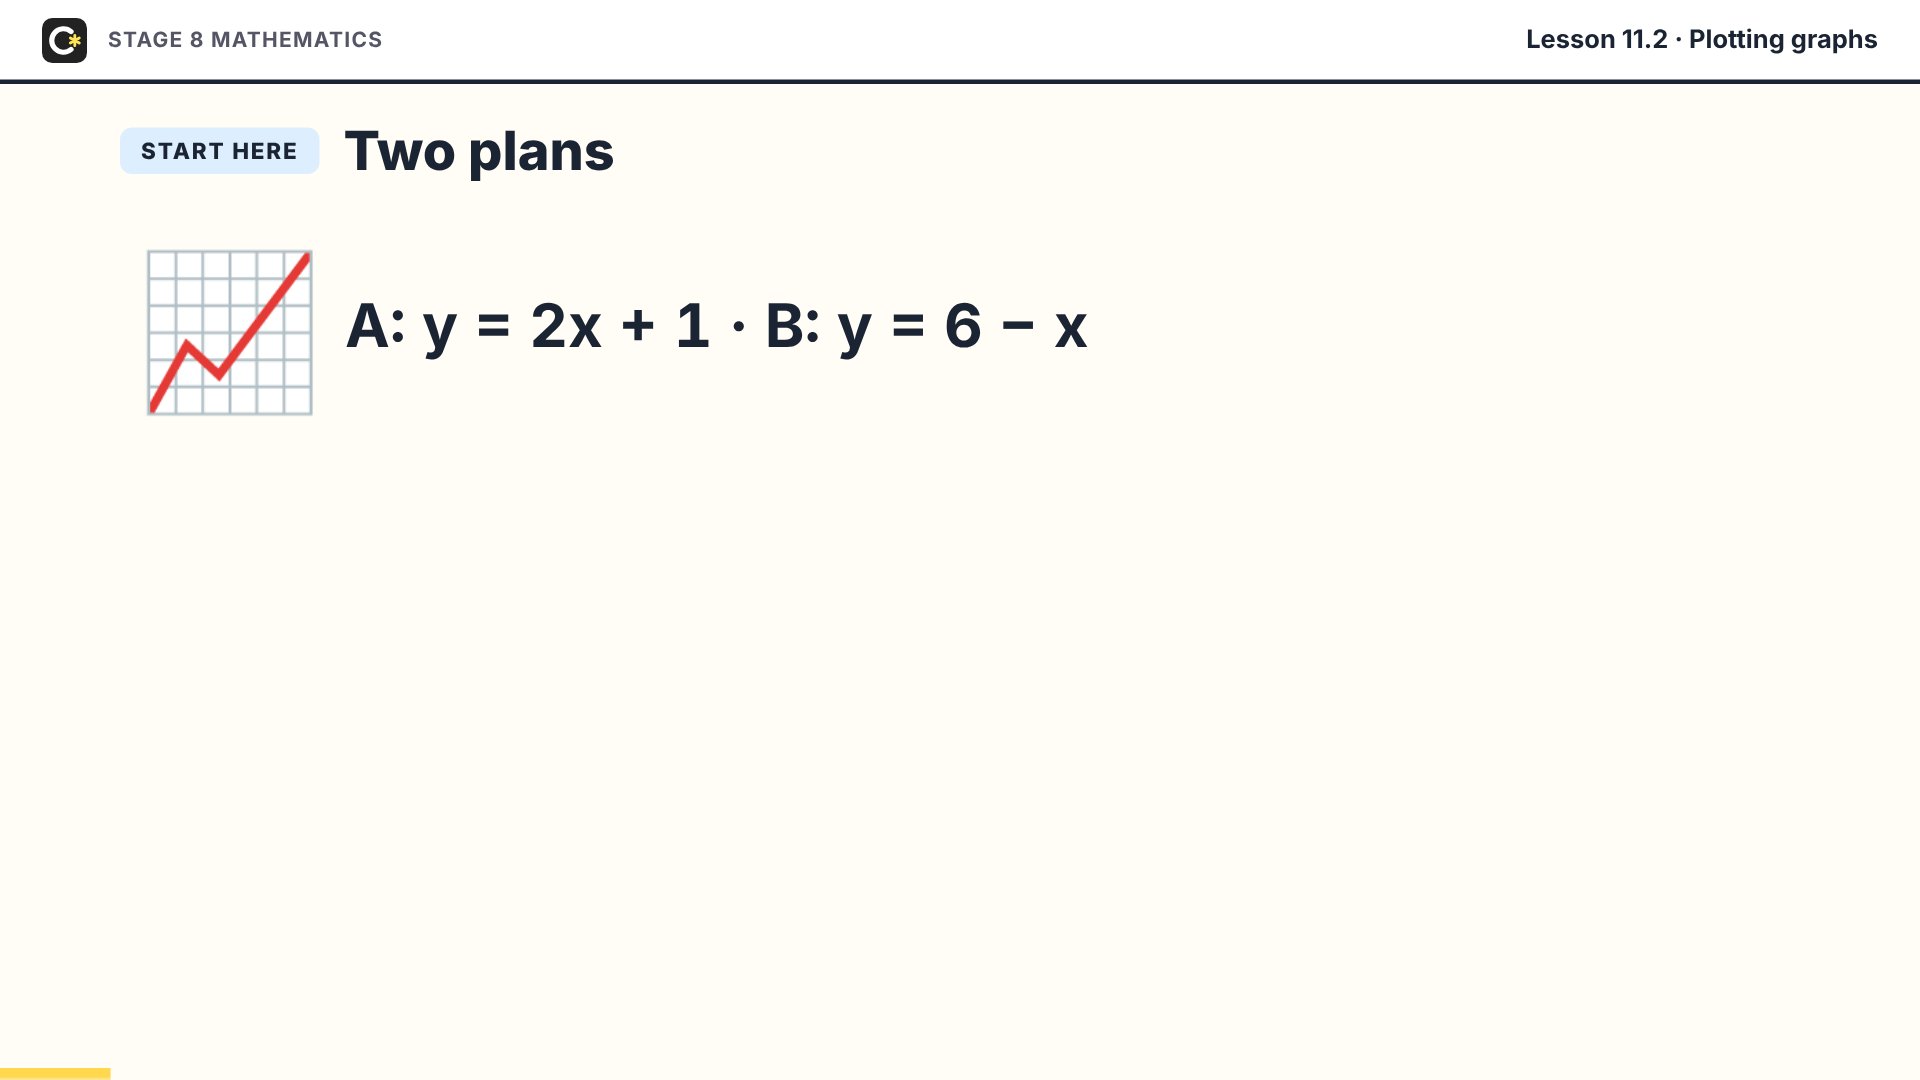 STAGE 8 MATHEMATICS
Lesson 11.2 · Plotting graphs
START HERE
Two plans
A: y = 2x + 1 · B: y = 6 − x